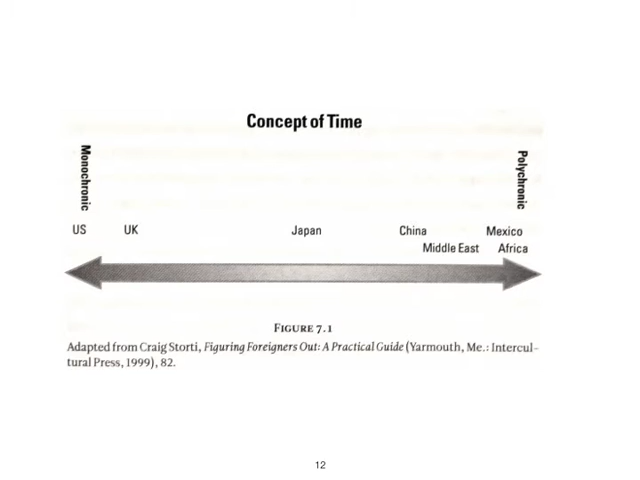 Concept of Time
Monochronic
Polychronic
US UK Japan China Mexico
Middle East Africa
FIGURE 7.1
Adapted from Craig Storti, Figuring Foreigners Out: A Practical Guide (Yarmouth, Me.: Intercul-
tural Press, 1999), 82.
12